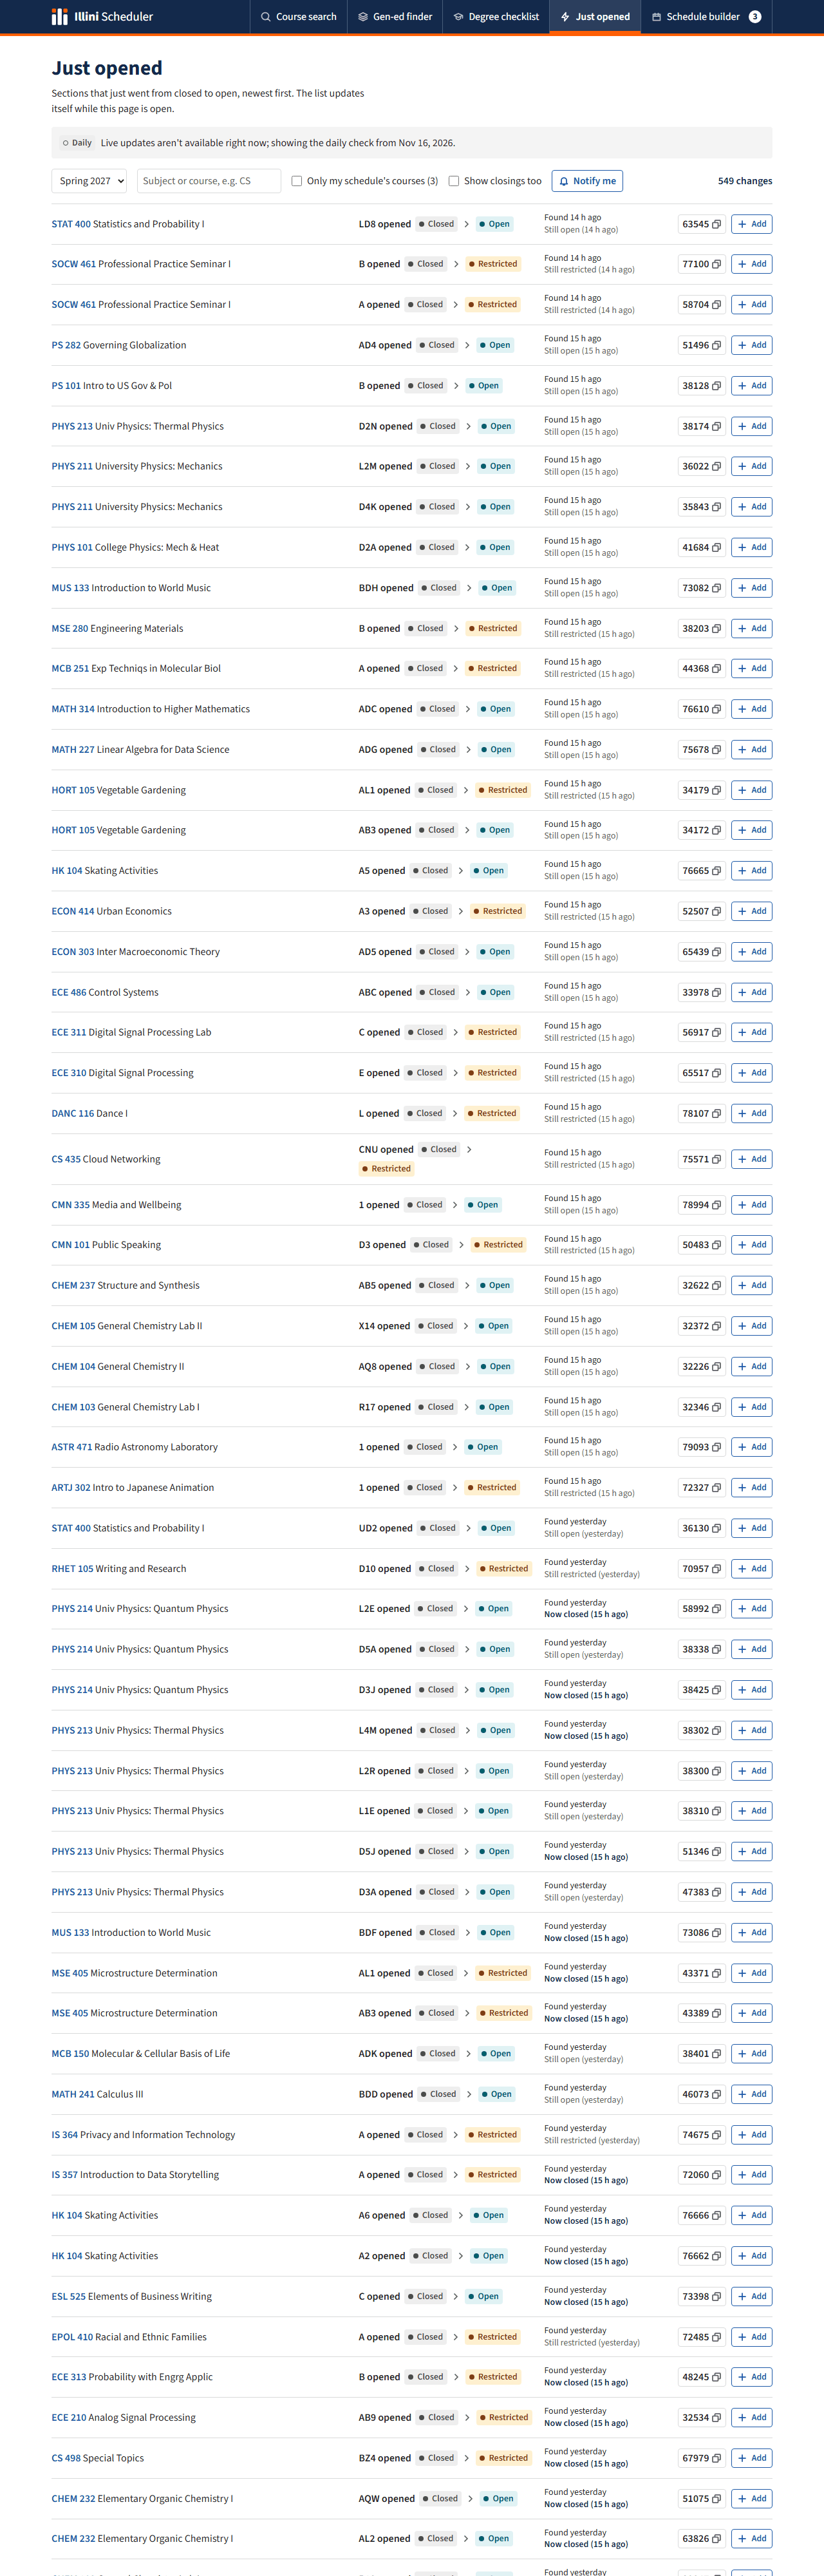 Illini Scheduler
Course search
Gen-ed finder
Degree checklist
Just opened
Schedule builder 3
Just opened
Sections that just went from closed to open, newest first. The list updates
itself while this page is open.
Daily Live updates aren't available right now; showing the daily check from Nov 16, 2026.
Spring 2027 Subject or course, e.g. CS Only my schedule's courses (3) Show closings too Notify me 549 changes
STAT 400 Statistics and Probability I LD8 opened Closed Open Found 14 h ago 63545 Add
Still open (14 h ago)
SOCW 461 Professional Practice Seminar I B opened Closed Restricted Found 14 h ago 77100 Add
Still restricted (14 h ago)
SOCW 461 Professional Practice Seminar I A opened Closed Restricted Found 14 h ago 58704 Add
Still restricted (14 h ago)
PS 282 Governing Globalization AD4 opened Closed Open Found 15 h ago 51496 Add
Still open (15 h ago)
PS 101 Intro to US Gov & Pol B opened Closed Open Found 15 h ago 38128 Add
Still open (15 h ago)
PHYS 213 Univ Physics: Thermal Physics D2N opened Closed Open Found 15 h ago 38174 Add
Still open (15 h ago)
PHYS 211 University Physics: Mechanics L2M opened Closed Open Found 15 h ago 36022 Add
Still open (15 h ago)
PHYS 211 University Physics: Mechanics D4K opened Closed Open Found 15 h ago 35843 Add
Still open (15 h ago)
PHYS 101 College Physics: Mech & Heat D2A opened Closed Open Found 15 h ago 41684 Add
Still open (15 h ago)
MUS 133 Introduction to World Music BDH opened Closed Open Found 15 h ago 73082 Add
Still open (15 h ago)
MSE 280 Engineering Materials B opened Closed Restricted Found 15 h ago 38203 Add
Still restricted (15 h ago)
MCB 251 Exp Techniqs in Molecular Biol A opened Closed Restricted Found 15 h ago 44368 Add
Still restricted (15 h ago)
MATH 314 Introduction to Higher Mathematics ADC opened Closed Open Found 15 h ago 76610 Add
Still open (15 h ago)
MATH 227 Linear Algebra for Data Science ADG opened Closed Open Found 15 h ago 75678 Add
Still open (15 h ago)
HORT 105 Vegetable Gardening AL1 opened Closed Restricted Found 15 h ago 34179 Add
Still restricted (15 h ago)
HORT 105 Vegetable Gardening AB3 opened Closed Open Found 15 h ago 34172 Add
Still open (15 h ago)
HK 104 Skating Activities A5 opened Closed Open Found 15 h ago 76665 Add
Still open (15 h ago)
ECON 414 Urban Economics A3 opened Closed Restricted Found 15 h ago 52507 Add
Still restricted (15 h ago)
ECON 303 Inter Macroeconomic Theory AD5 opened Closed Open Found 15 h ago 65439 Add
Still open (15 h ago)
ECE 486 Control Systems ABC opened Closed Open Found 15 h ago 33978 Add
Still open (15 h ago)
ECE 311 Digital Signal Processing Lab C opened Closed Restricted Found 15 h ago 56917 Add
Still restricted (15 h ago)
ECE 310 Digital Signal Processing E opened Closed Restricted Found 15 h ago 65517 Add
Still restricted (15 h ago)
DANC 116 Dance I L opened Closed Restricted Found 15 h ago 78107 Add
Still restricted (15 h ago)
CS 435 Cloud Networking CNU opened Closed Restricted Found 15 h ago 75571 Add
Still restricted (15 h ago)
CMN 335 Media and Wellbeing 1 opened Closed Open Found 15 h ago 78994 Add
Still open (15 h ago)
CMN 101 Public Speaking D3 opened Closed Restricted Found 15 h ago 50483 Add
Still restricted (15 h ago)
CHEM 237 Structure and Synthesis AB5 opened Closed Open Found 15 h ago 32622 Add
Still open (15 h ago)
CHEM 105 General Chemistry Lab II X14 opened Closed Open Found 15 h ago 32372 Add
Still open (15 h ago)
CHEM 104 General Chemistry II AQ8 opened Closed Open Found 15 h ago 32226 Add
Still open (15 h ago)
CHEM 103 General Chemistry Lab I R17 opened Closed Open Found 15 h ago 32346 Add
Still open (15 h ago)
ASTR 471 Radio Astronomy Laboratory 1 opened Closed Open Found 15 h ago 79093 Add
Still open (15 h ago)
ARTJ 302 Intro to Japanese Animation 1 opened Closed Restricted Found 15 h ago 72327 Add
Still restricted (15 h ago)
STAT 400 Statistics and Probability I UD2 opened Closed Open Found yesterday 36130 Add
Still open (yesterday)
RHET 105 Writing and Research D10 opened Closed Restricted Found yesterday 70957 Add
Still restricted (yesterday)
PHYS 214 Univ Physics: Quantum Physics L2E opened Closed Open Found yesterday 58992 Add
Now closed (15 h ago)
PHYS 214 Univ Physics: Quantum Physics D5A opened Closed Open Found yesterday 38338 Add
Still open (yesterday)
PHYS 214 Univ Physics: Quantum Physics D3J opened Closed Open Found yesterday 38425 Add
Now closed (15 h ago)
PHYS 213 Univ Physics: Thermal Physics L4M opened Closed Open Found yesterday 38302 Add
Now closed (15 h ago)
PHYS 213 Univ Physics: Thermal Physics L2R opened Closed Open Found yesterday 38300 Add
Still open (yesterday)
PHYS 213 Univ Physics: Thermal Physics L1E opened Closed Open Found yesterday 38310 Add
Still open (yesterday)
PHYS 213 Univ Physics: Thermal Physics D5J opened Closed Open Found yesterday 51346 Add
Now closed (15 h ago)
PHYS 213 Univ Physics: Thermal Physics D3A opened Closed Open Found yesterday 47383 Add
Still open (yesterday)
MUS 133 Introduction to World Music BDF opened Closed Open Found yesterday 73086 Add
Now closed (15 h ago)
MSE 405 Microstructure Determination AL1 opened Closed Restricted Found yesterday 43371 Add
Now closed (15 h ago)
MSE 405 Microstructure Determination AB3 opened Closed Restricted Found yesterday 43389 Add
Now closed (15 h ago)
MCB 150 Molecular & Cellular Basis of Life ADK opened Closed Open Found yesterday 38401 Add
Still open (yesterday)
MATH 241 Calculus III BDD opened Closed Open Found yesterday 46073 Add
Still open (yesterday)
IS 364 Privacy and Information Technology A opened Closed Restricted Found yesterday 74675 Add
Still restricted (yesterday)
IS 357 Introduction to Data Storytelling A opened Closed Restricted Found yesterday 72060 Add
Now closed (15 h ago)
HK 104 Skating Activities A6 opened Closed Open Found yesterday 76666 Add
Now closed (15 h ago)
HK 104 Skating Activities A2 opened Closed Open Found yesterday 76662 Add
Now closed (15 h ago)
ESL 525 Elements of Business Writing C opened Closed Open Found yesterday 73398 Add
Now closed (15 h ago)
EPOL 410 Racial and Ethnic Families A opened Closed Restricted Found yesterday 72485 Add
Still restricted (yesterday)
ECE 313 Probability with Engrg Applic B opened Closed Restricted Found yesterday 48245 Add
Now closed (15 h ago)
ECE 210 Analog Signal Processing AB9 opened Closed Restricted Found yesterday 32534 Add
Now closed (15 h ago)
CS 498 Special Topics BZ4 opened Closed Restricted Found yesterday 67979 Add
Now closed (15 h ago)
CHEM 232 Elementary Organic Chemistry I AQW opened Closed Open Found yesterday 51075 Add
Now closed (15 h ago)
CHEM 232 Elementary Organic Chemistry I AL2 opened Closed Open Found yesterday 63826 Add
Now closed (15 h ago)
Found yesterday